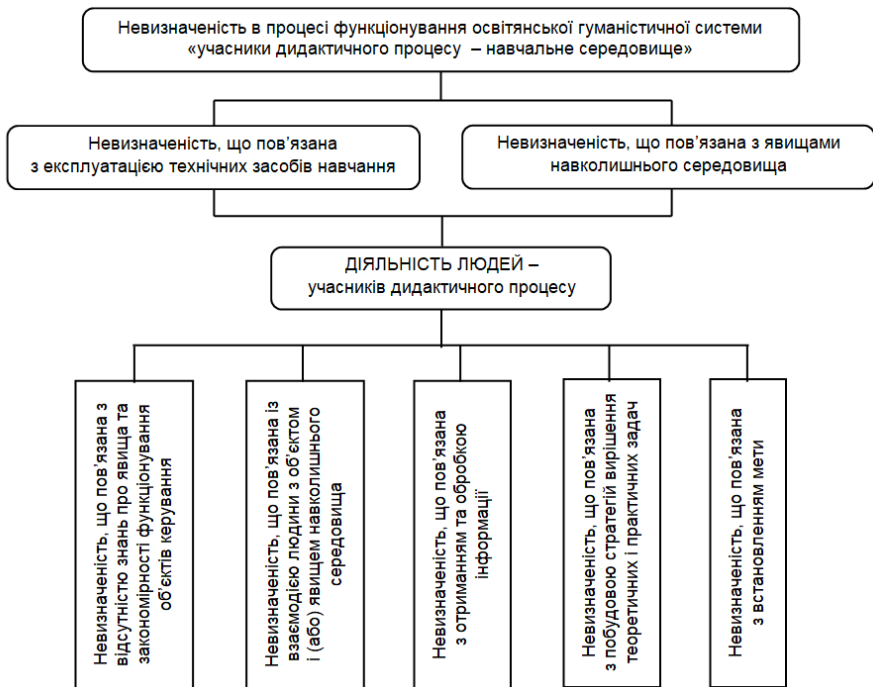 Невизначеність в процесі функціонування освітянської гуманістичної системи
«учасники дидактичного процесу – навчальне середовище»
Невизначеність, що пов’язана
з експлуатацією технічних засобів навчання
Невизначеність, що пов’язана з явищами
навколишнього середовища
ДІЯЛЬНІСТЬ ЛЮДЕЙ –
учасників дидактичного процесу
Невизначеність, що пов’язана з
відсутністю знань про явища та
закономірності функціонування
об’єктів керування
Невизначеність, що пов’язана із
взаємодією людини з об’єктом
і (або) явищем навколишнього
середовища
Невизначеність, що пов’язана
з отриманням та обробкою
інформації
Невизначеність, що пов’язана
з побудовою стратегій вирішення
теоретичних і практичних задач
Невизначеність, що пов’язана
з встановленням мети